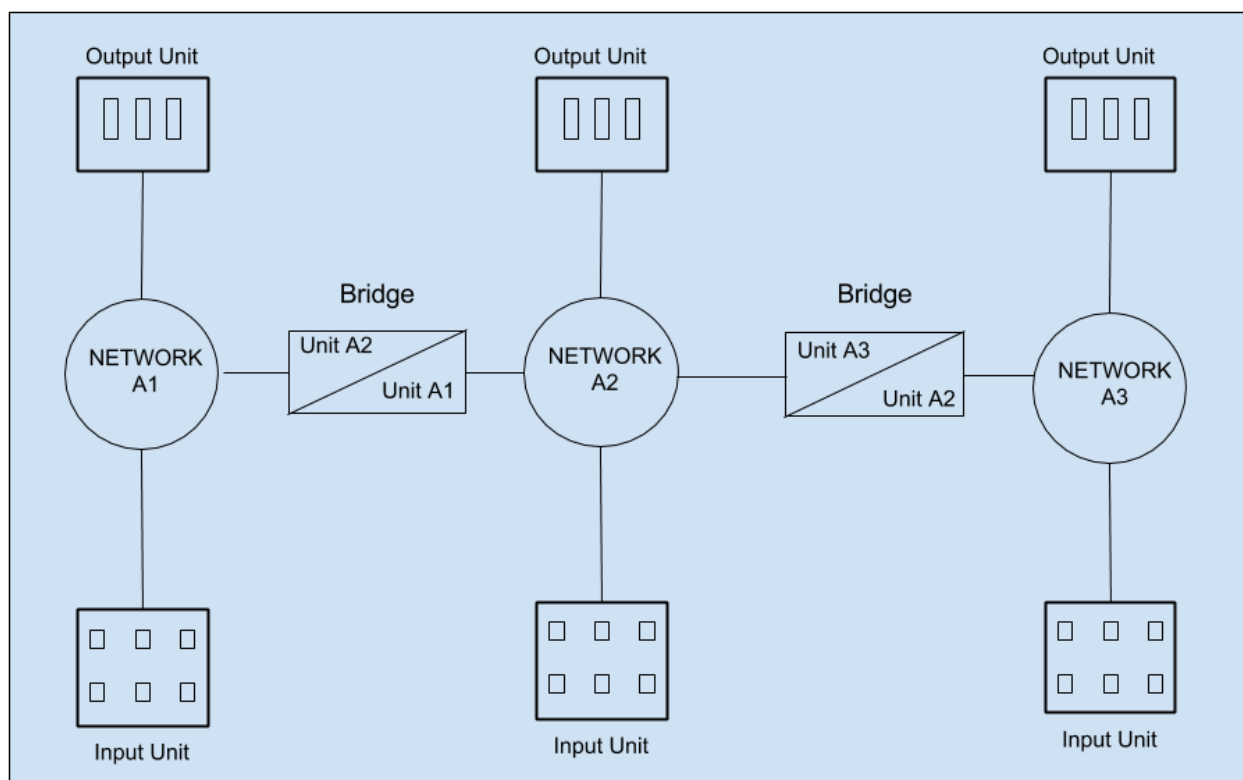 Output Unit
Output Unit
Output Unit
Bridge
Bridge
NETWORK
A1
Unit A2
Unit A1
NETWORK
A2
Unit A3
Unit A2
NETWORK
A3
Input Unit
Input Unit
Input Unit